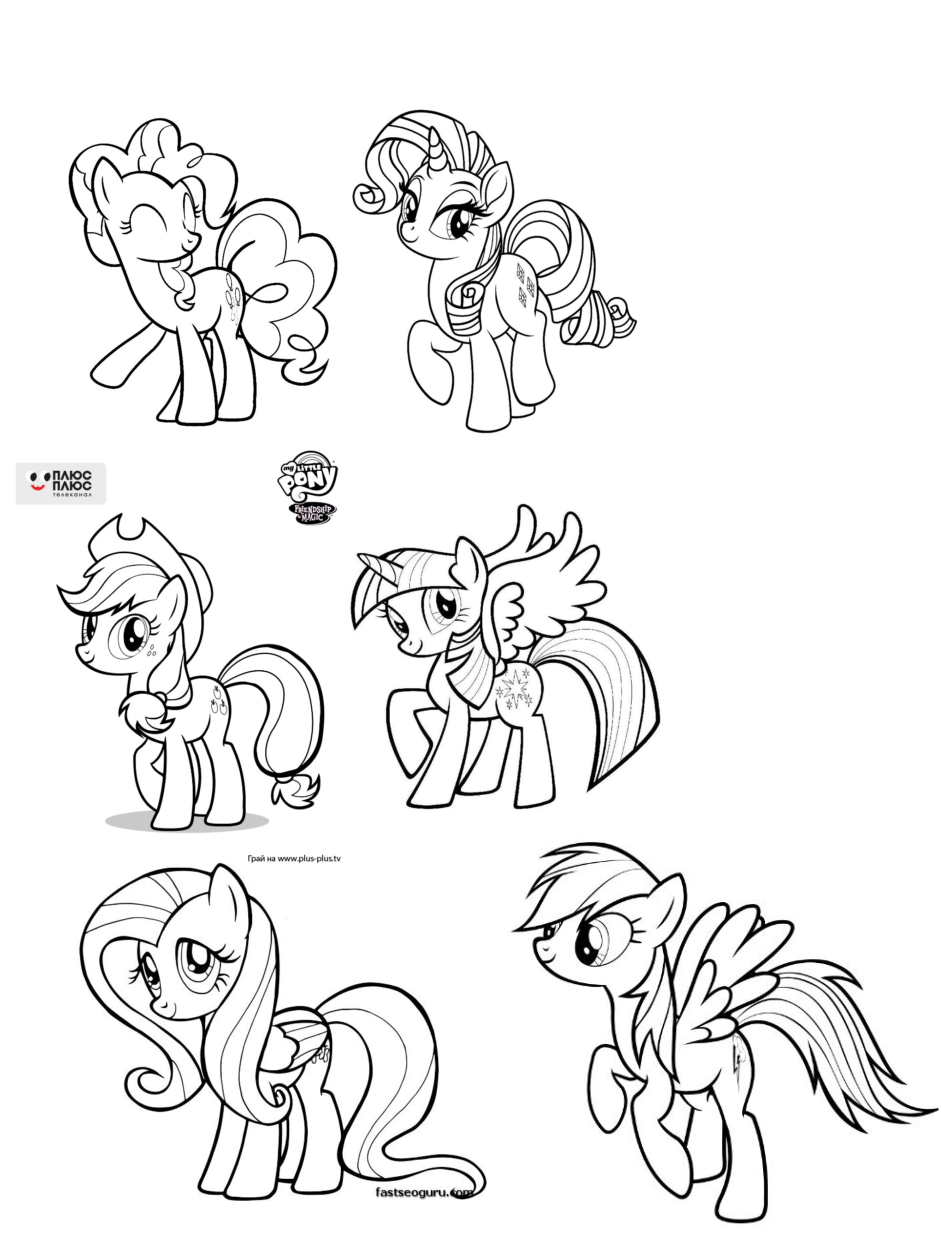 ПЛЮС
ПЛЮС
телеканал
my LITTLE
PONY
FRIENDSHIP
IS MAGIC
Грай на www.plus-plus.tv
fastseoguru.com